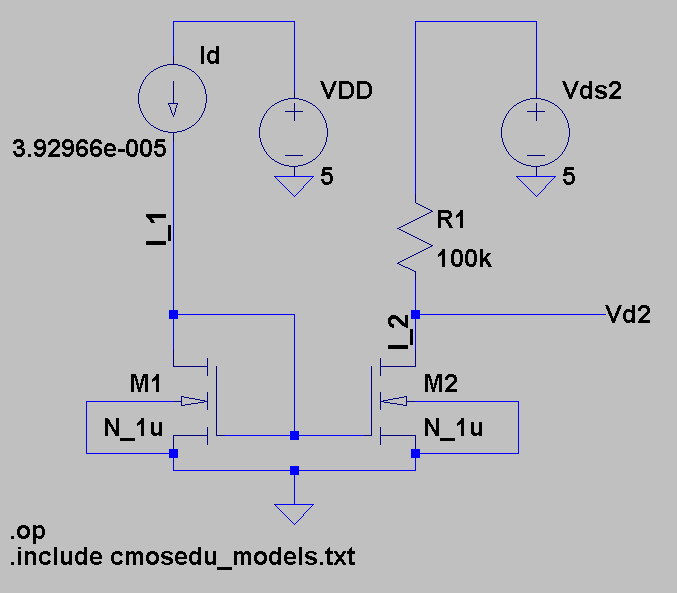 Id
VDD
Vds2
3.92966e-005
5
5
I_1
R1
100k
I_2
Vd2
M1
M2
N_1u
N_1u
.op
.include cmosedu_models.txt